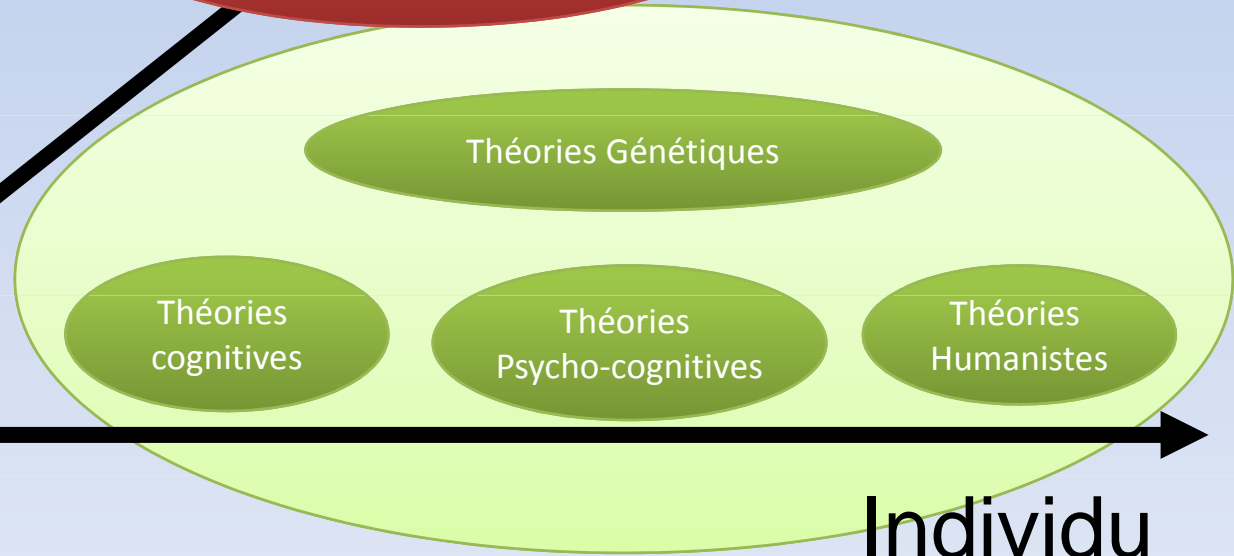 Théories Génétiques
Théories
cognitives
Théories
Psycho-cognitives
Théories
Humanistes
Individu